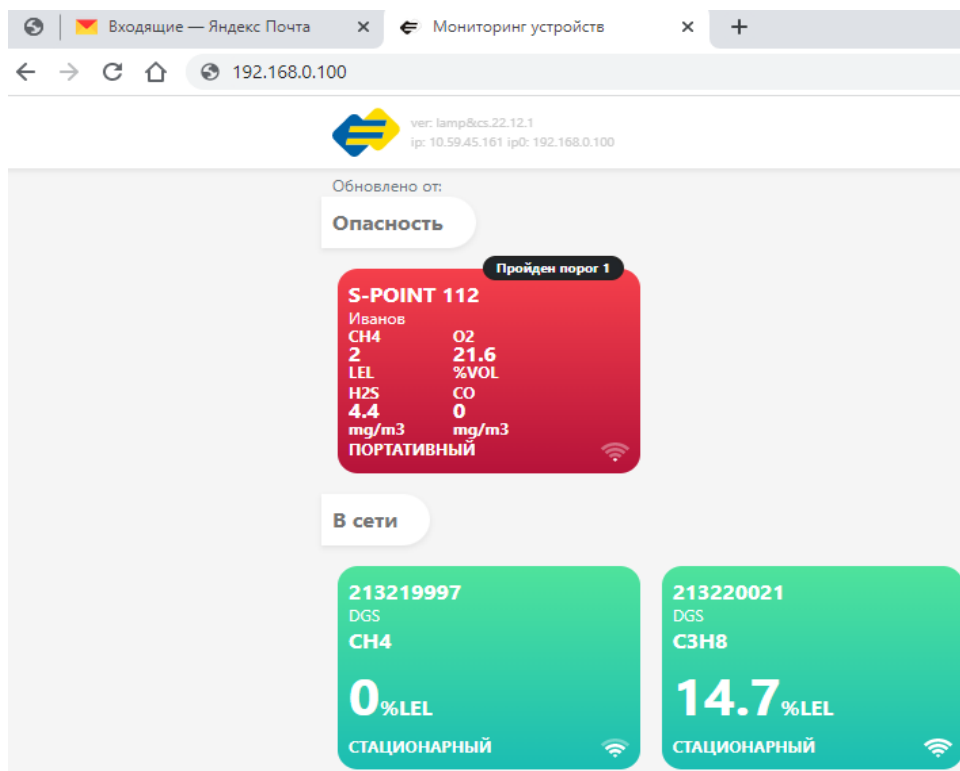 Входящие — Яндекс Почта
Мониторинг устройств
192.168.0.100
ver: lamp&cs.22.12.1
ip: 10.59.45.161 ip0: 192.168.0.100
Обновлено от:
Опасность
Пройден порог 1
S-POINT 112
Иванов
CH4 O2
2 21.6
LEL %VOL
H2S CO
4.4 0
mg/m3 mg/m3
ПОРТАТИВНЫЙ
В сети
213219997
DGS
CH4
0%LEL
СТАЦИОНАРНЫЙ
213220021
DGS
C3H8
14.7%LEL
СТАЦИОНАРНЫЙ